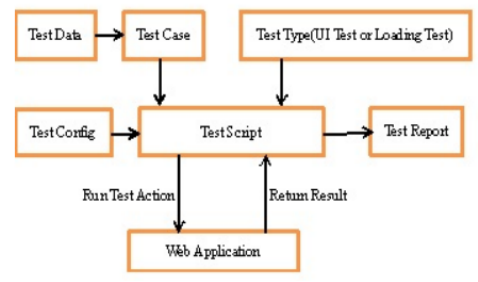 Test Data
Test Case
Test Type(UI Test or Loading Test)
Test Config
Test Script
Test Report
Run Test Action
Return Result
Web Application